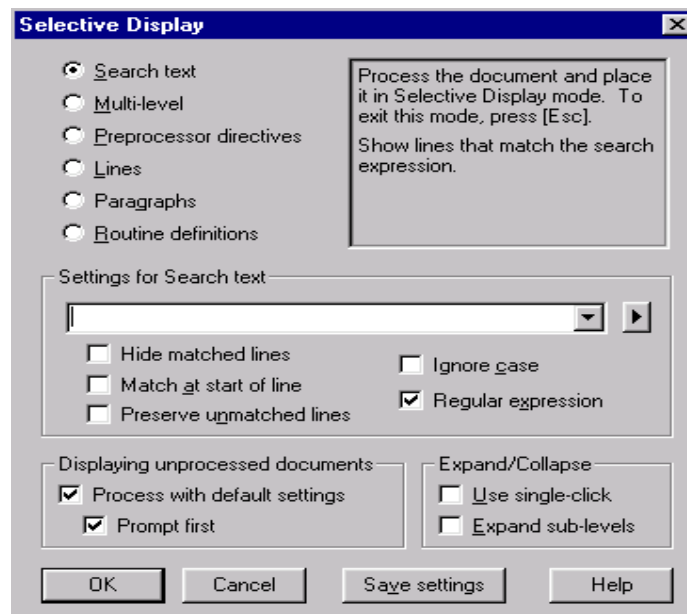 Selective Display
Search text
Multi-level
Preprocessor directives
Lines
Paragraphs
Routine definitions
Process the document and place
it in Selective Display mode. To
exit this mode, press [Esc].
Show lines that match the search
expression.
Settings for Search text
Hide matched lines
Match at start of line
Preserve unmatched lines
Ignore case
Regular expression
Displaying unprocessed documents
Process with default settings
Prompt first
Expand/Collapse
Use single-click
Expand sub-levels
OK
Cancel
Save settings
Help